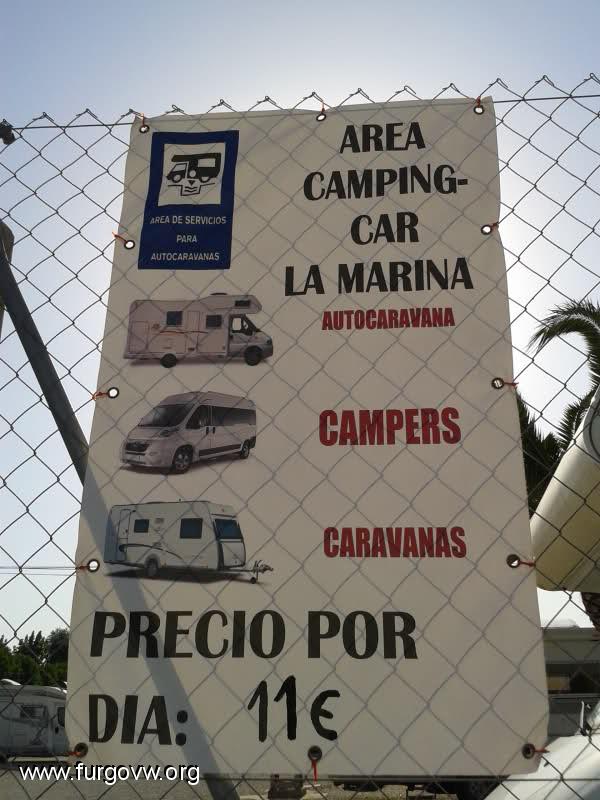 AREA DE SERVICIOS
PARA
AUTOCARAVANAS
AREA
CAMPING-
CAR
LA MARINA
AUTOCARAVANA
CAMPERS
CARAVANAS
PRECIO POR
DIA: 11€
www.furgovw.org